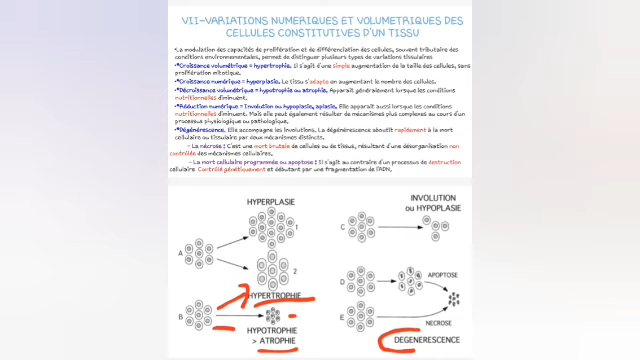 VII-VARIATIONS NUMERIQUES ET VOLUMETRIQUES DES
CELLULES CONSTITUTIVES D'UN TISSU
•La modulation des capacités de prolifération et de différenciation des cellules, souvent tributaire des
conditions environnementales, permet de distinguer plusieurs types de variations tissulaires
•*Croissance volumétrique = hypertrophie. Il s'agit d'une simple augmentation de la taille des cellules, sans
prolifération mitotique.
•*Croissance numérique = hyperplasie. Le tissu s'adapte en augmentant le nombre des cellules.
•*Décroissance volumétrique = hypotrophie ou atrophie. Apparaît généralement lorsque les conditions
nutritionnelles diminuent.
•*Réduction numérique = Involution ou hypoplasie, aplasie. Elle apparaît aussi lorsque les conditions
nutritionnelles diminuent. Mais elle peut également résulter de mécanismes plus complexes au cours d'un
processus physiologique ou pathologique.
•*Dégénérescence. Elle accompagne les involutions. La dégénérescence aboutit rapidement à la mort
cellulaire ou tissulaire par deux mécanismes distincts.
- La nécrose : C'est une mort brutale de cellules ou de tissus, résultant d'une désorganisation non
contrôlée des mécanismes cellulaires.
- La mort cellulaire programmée ou apoptose : Il s'agit au contraire d'un processus de destruction
cellulaire Contrôlé génétiquement et débutant par une fragmentation de l'ADN.
HYPERPLASIE
A
1
2
HYPERTROPHIE
B
HYPOTROPHIE
> ATROPHIE
INVOLUTION
ou HYPOPLASIE
C
D
APOPTOSE
E
NECROSE
DEGENERESCENCE